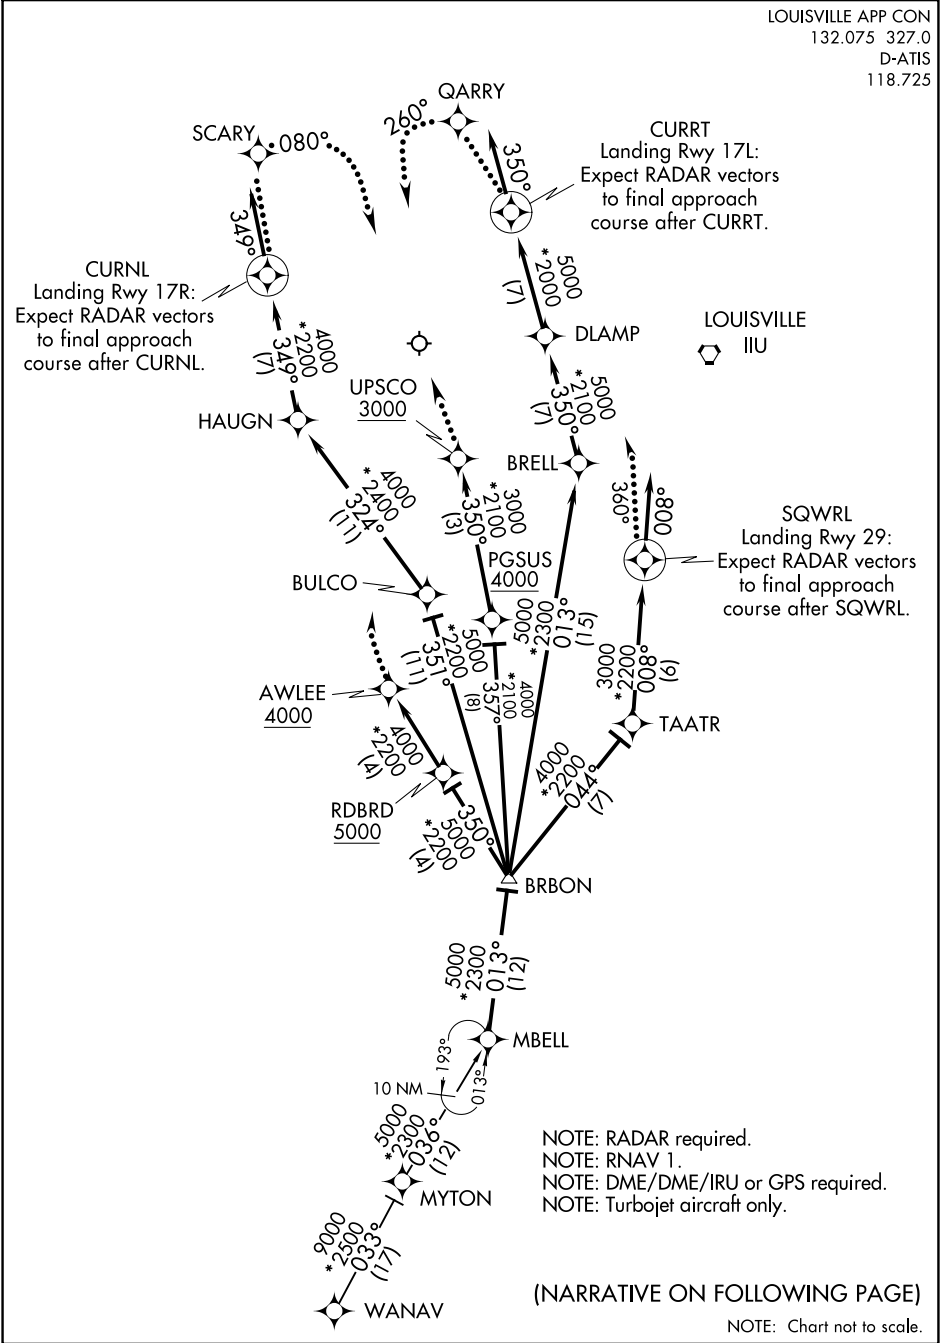 LOUISVILLE APP CON
132.075 327.0
D-ATIS
118.725
QARRY
260°
SCARY
080°
CURRT
Landing Rwy 17L:
Expect RADAR vectors
to final approach
course after CURRT.
350°
349°
CURNL
Landing Rwy 17R:
Expect RADAR vectors
to final approach
course after CURNL.
5000
*2000
(7)
DLAMP
LOUISVILLE
IIU
4000
*2200
349°
(7)
HAUGN
UPSCO
3000
5000
*2100
350°
(7)
BRELL
4000
*2400
324°
(11)
3000
*2100
350°
(3)
360°
008°
SQWRL
Landing Rwy 29:
Expect RADAR vectors
to final approach
course after SQWRL.
PGSUS
4000
BULCO
5000
*2300
013°
(15)
5000
*2200
351°
(11)
4000
*2100
357°
(8)
3000
*2200
008°
(6)
AWLEE
4000
TAATR
4000
*2200
(4)
4000
*2200
044°
(7)
RDBRD
5000
350°
5000
*2200
(4)
BRBON
5000
*2300
013°
(12)
MBELL
193°
013°
10 NM
5000
*2300
036°
(12)
MYTON
NOTE: RADAR required.
NOTE: RNAV 1.
NOTE: DME/DME/IRU or GPS required.
NOTE: Turbojet aircraft only.
9000
*2500
033°
(17)
WANAV
(NARRATIVE ON FOLLOWING PAGE)
NOTE: Chart not to scale.